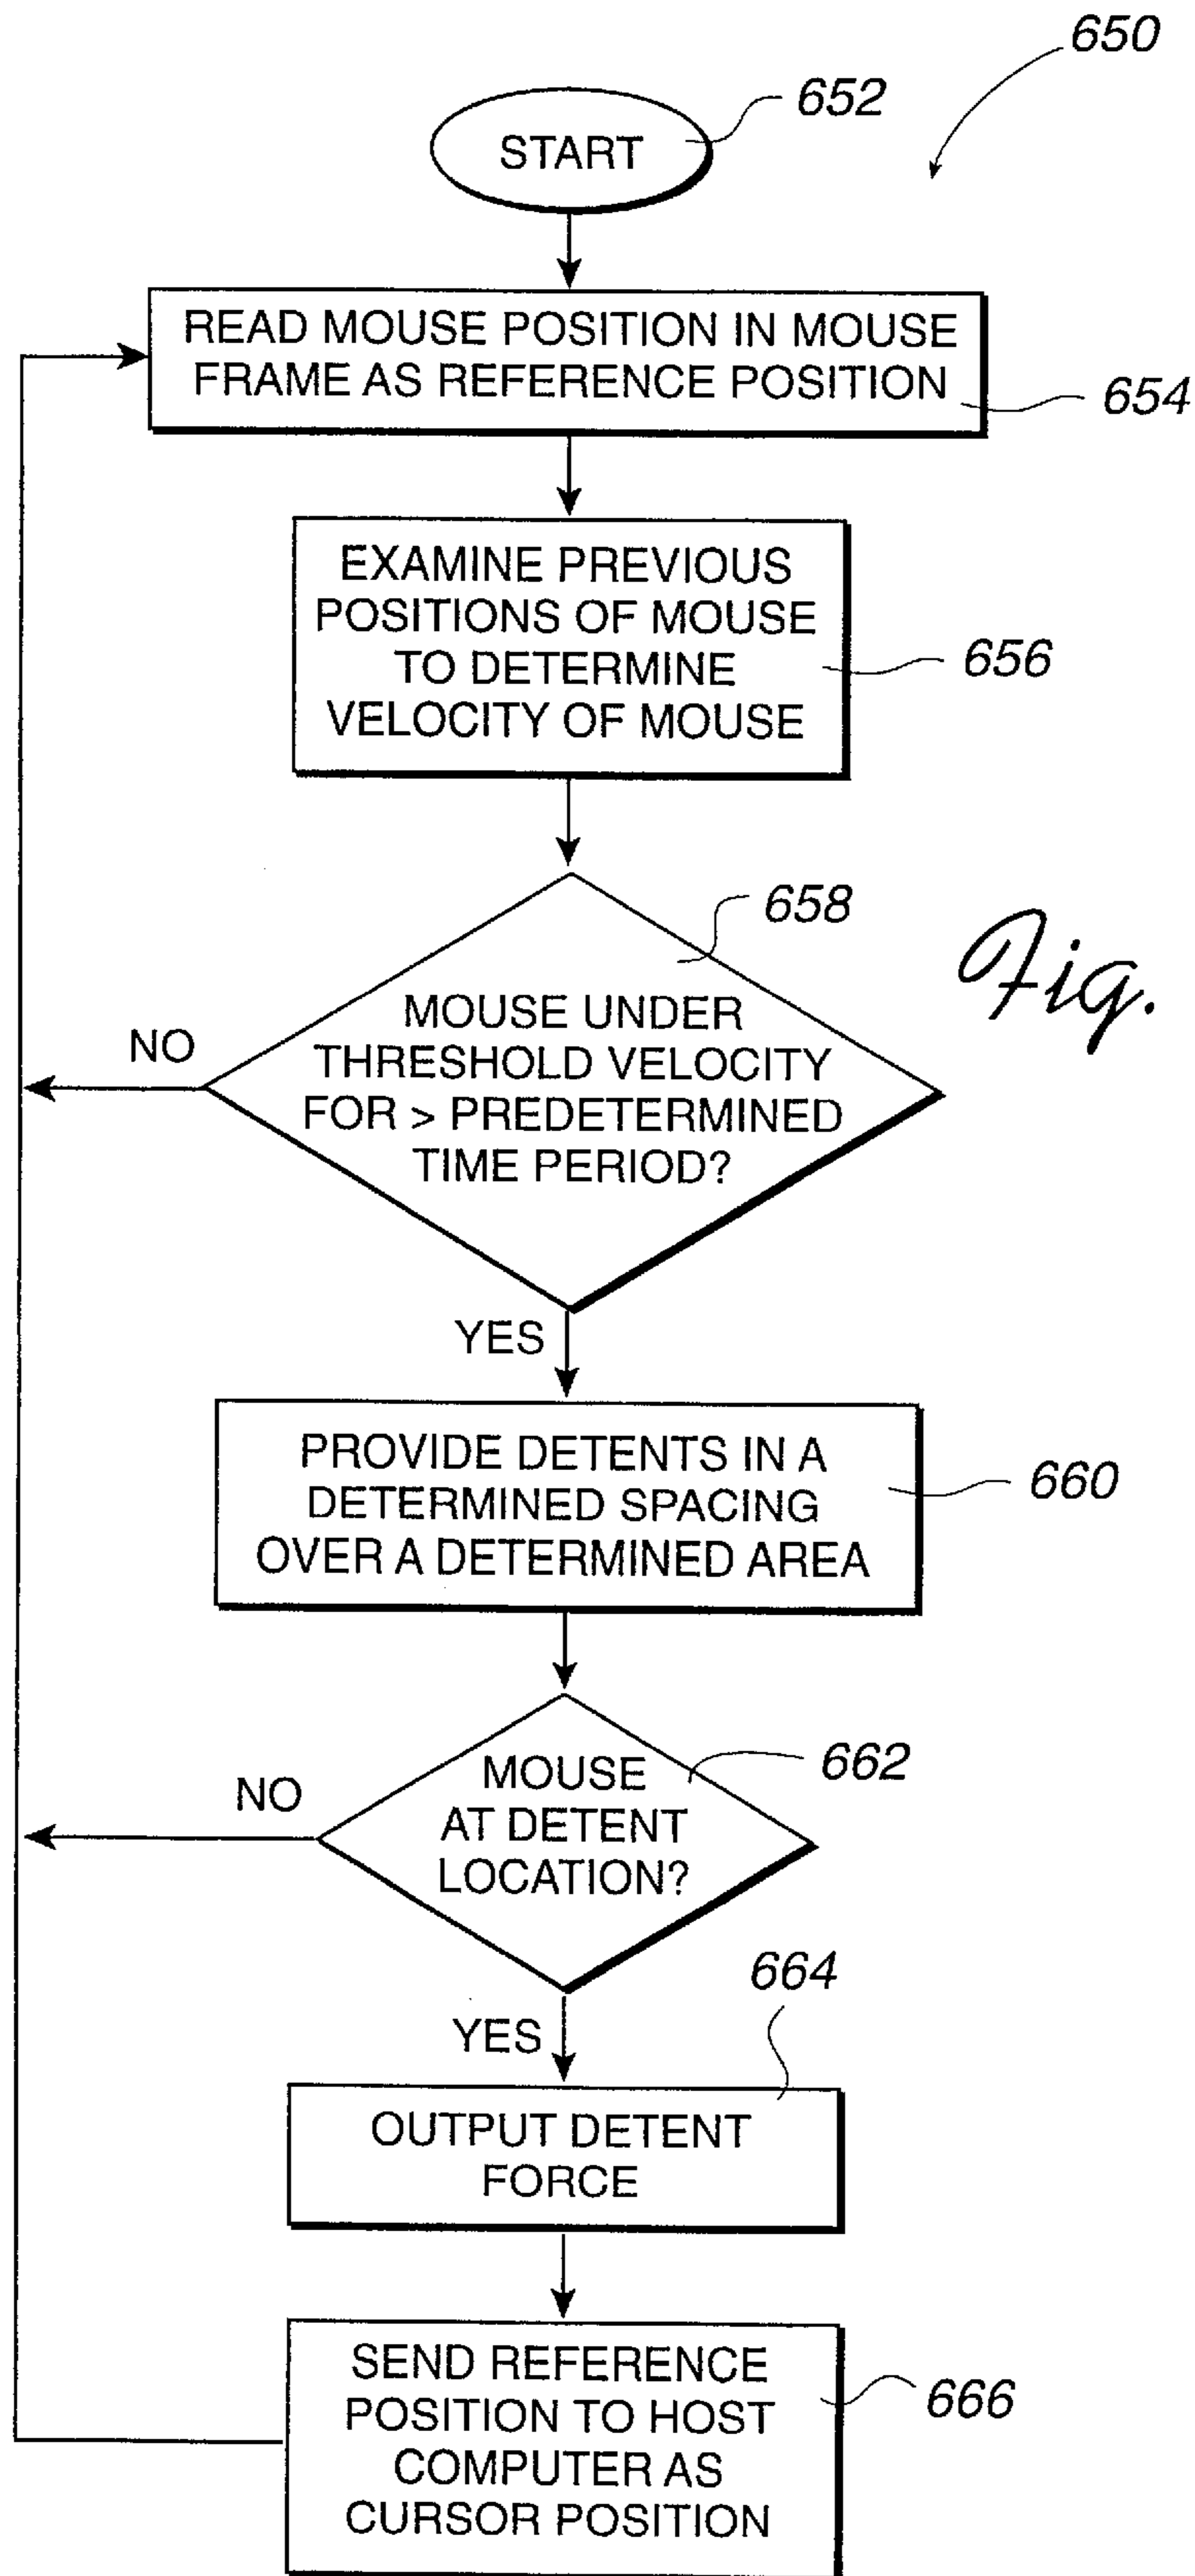 650
652
START
READ MOUSE POSITION IN MOUSE
FRAME AS REFERENCE POSITION
654
EXAMINE PREVIOUS
POSITIONS OF MOUSE
TO DETERMINE
VELOCITY OF MOUSE
656
658
Fig.
MOUSE UNDER
THRESHOLD VELOCITY
FOR > PREDETERMINED
TIME PERIOD?
NO
YES
PROVIDE DETENTS IN A
DETERMINED SPACING
OVER A DETERMINED AREA
660
662
MOUSE
AT DETENT
LOCATION?
NO
664
YES
OUTPUT DETENT
FORCE
SEND REFERENCE
POSITION TO HOST
COMPUTER AS
CURSOR POSITION
666